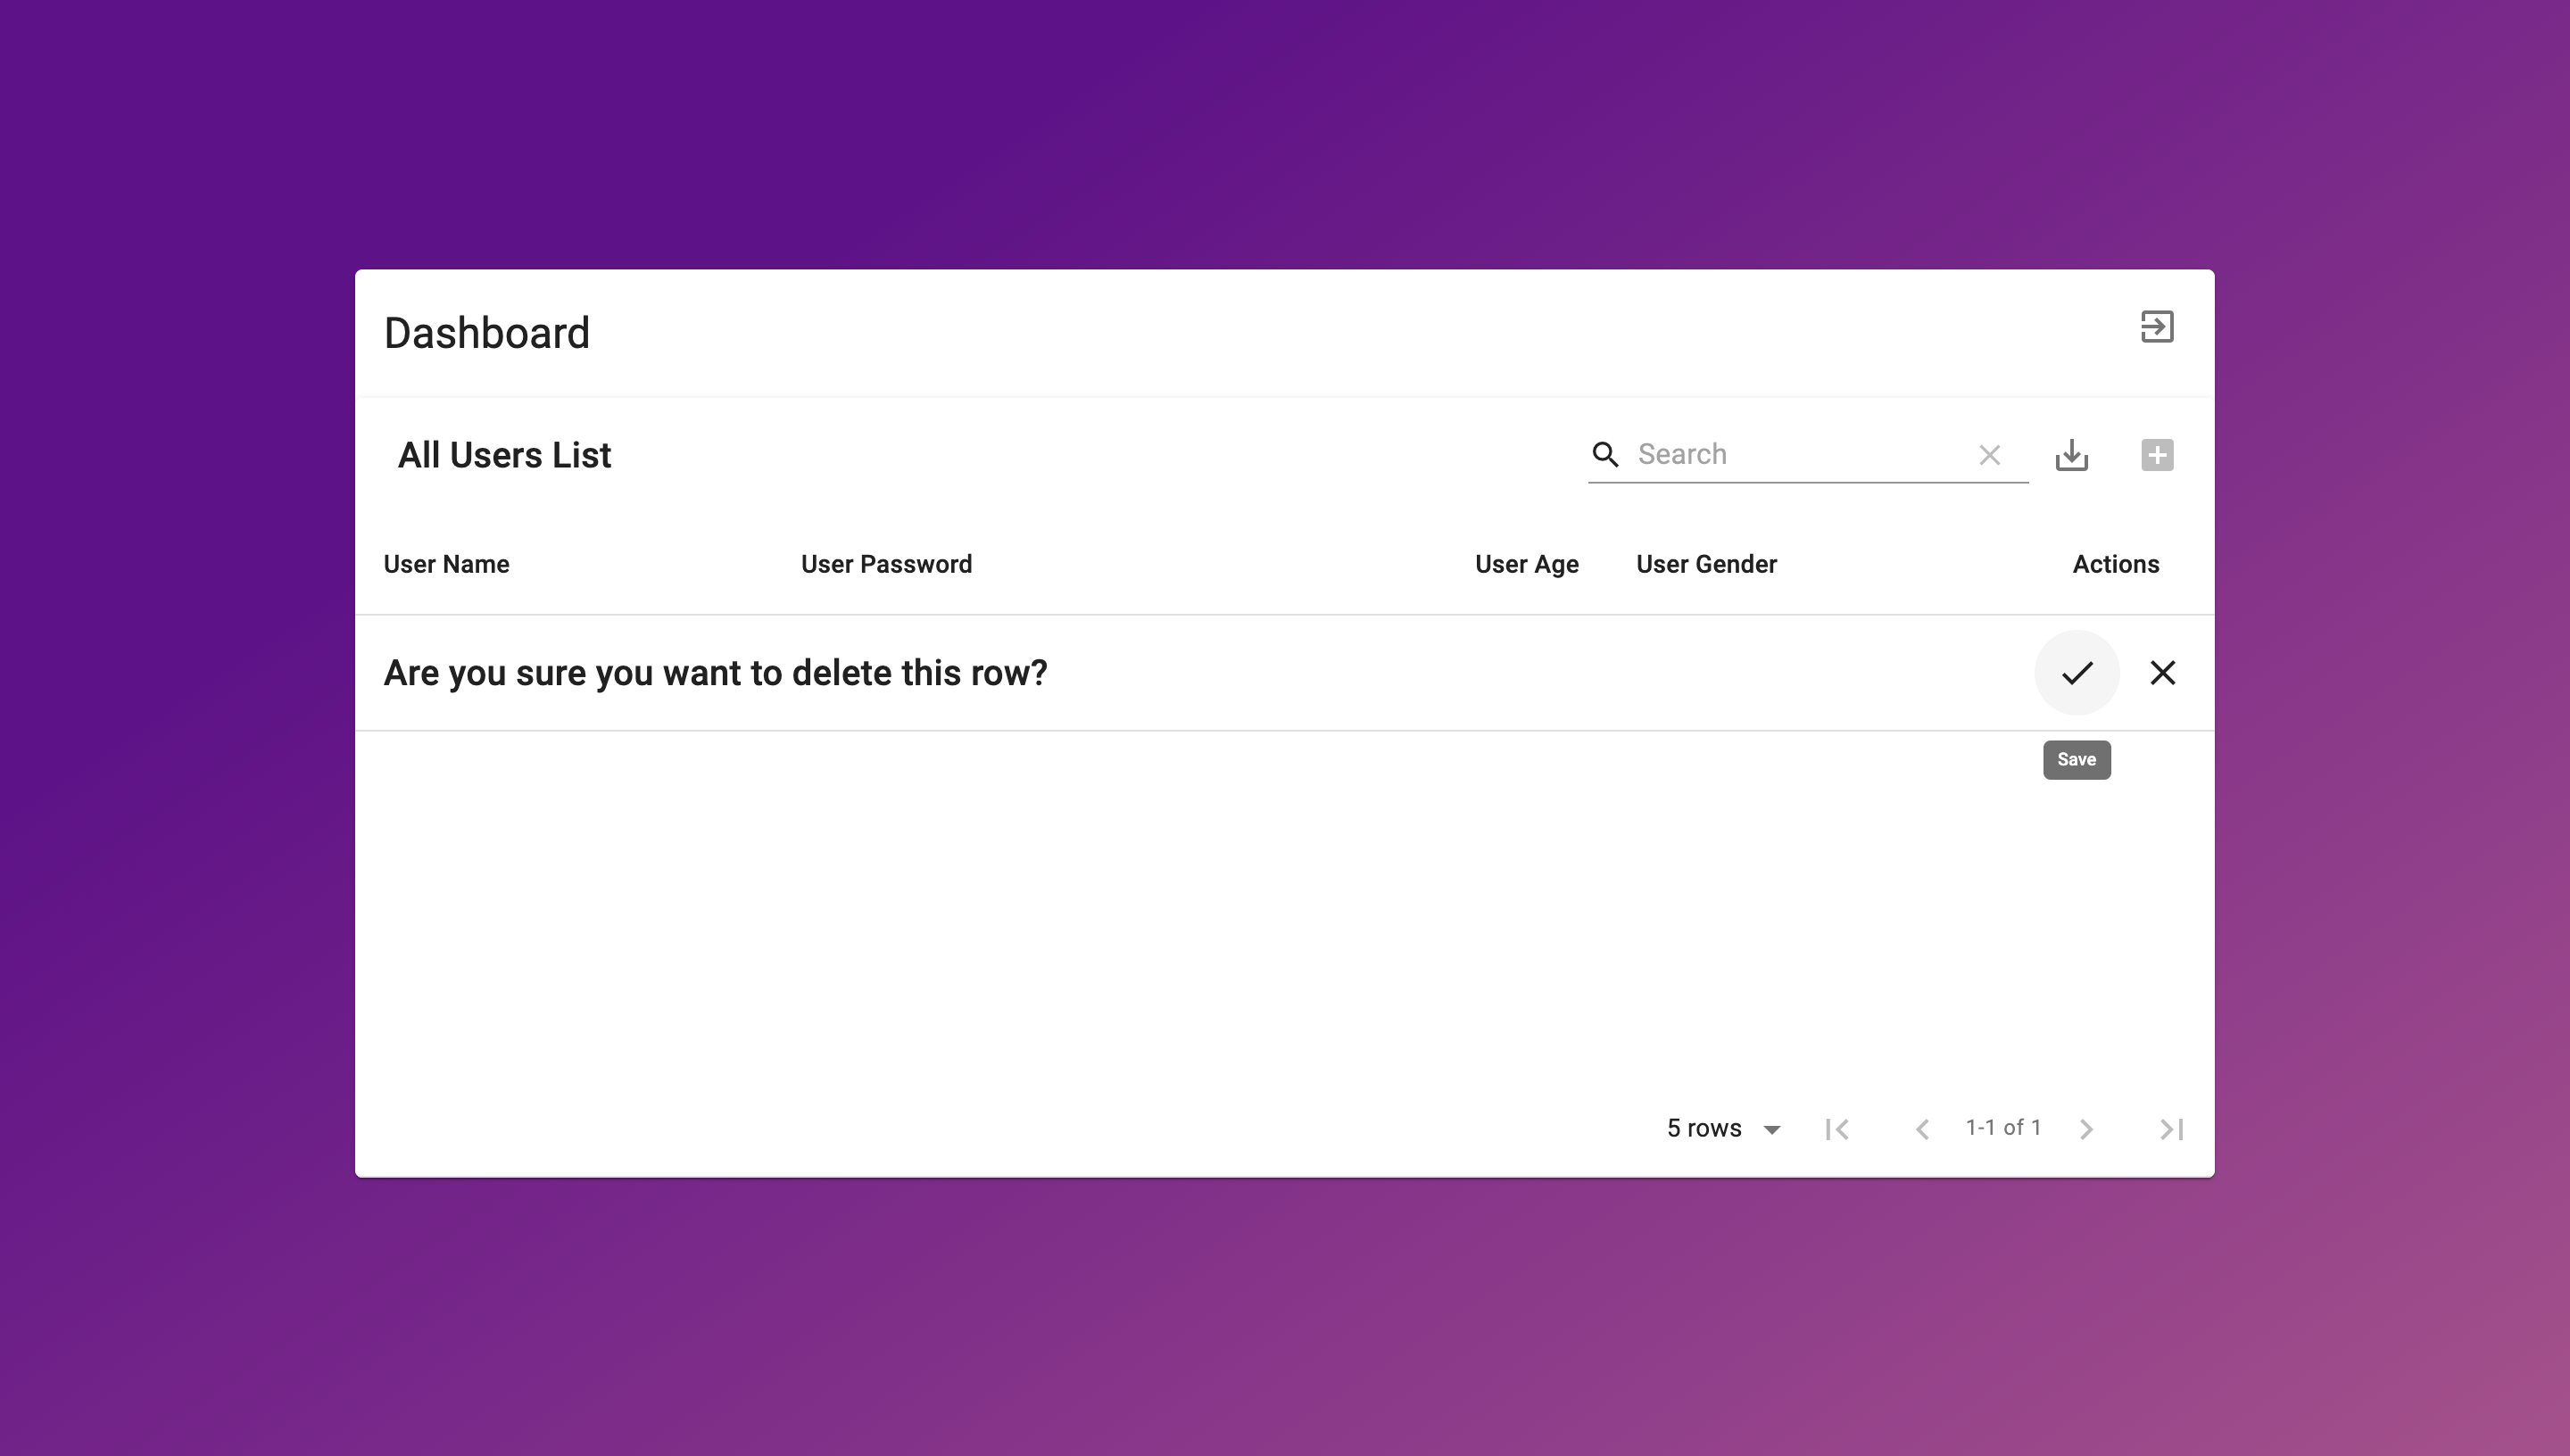 Dashboard
All Users List
Search
User Name User Password User Age User Gender Actions
Are you sure you want to delete this row?
Save
5 rows 1-1 of 1